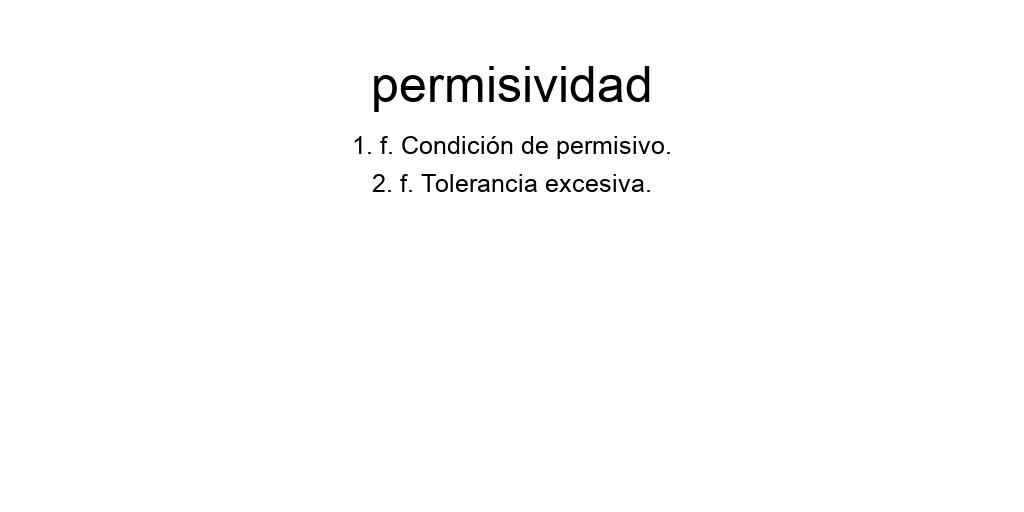 permisividad
1. f. Condición de permisivo.
2. f. Tolerancia excesiva.